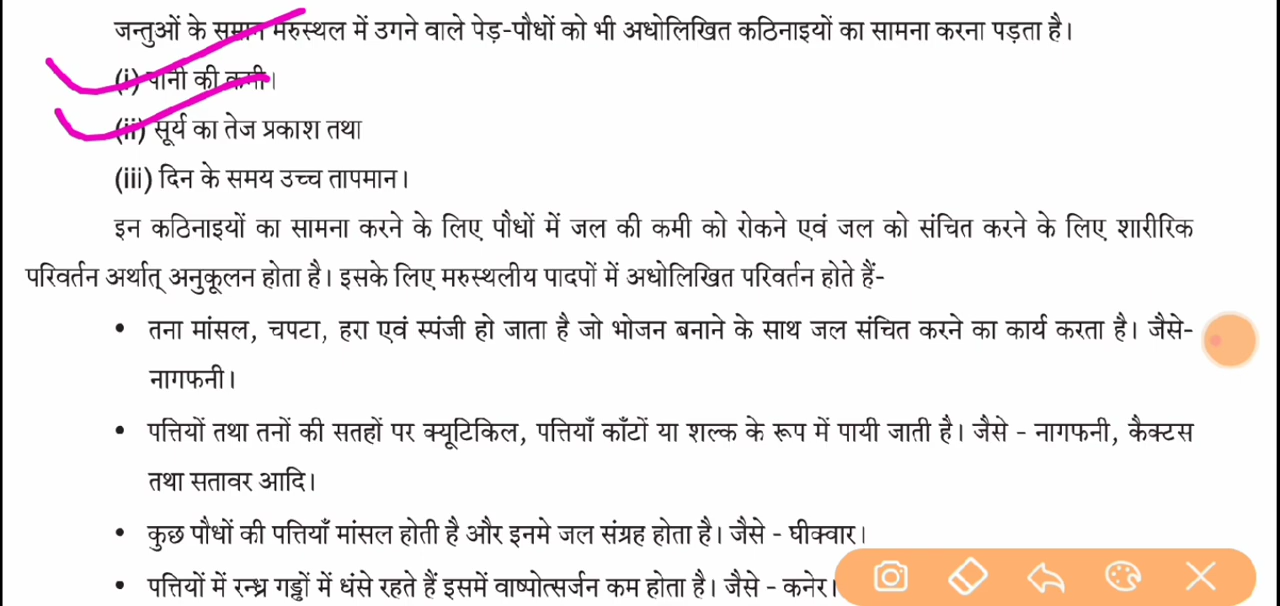 जन्तुओं के समान मरुस्थल में उगने वाले पेड़-पौधों को भी अधोलिखित कठिनाइयों का सामना करना पड़ता है।
(i) पानी की कमी।
(ii) सूर्य का तेज प्रकाश तथा
(iii) दिन के समय उच्च तापमान।
इन कठिनाइयों का सामना करने के लिए पौधों में जल की कमी को रोकने एवं जल को संचित करने के लिए शारीरिक
परिवर्तन अर्थात् अनुकूलन होता है। इसके लिए मरुस्थलीय पादपों में अधोलिखित परिवर्तन होते हैं-
• तना मांसल, चपटा, हरा एवं स्पंजी हो जाता है जो भोजन बनाने के साथ जल संचित करने का कार्य करता है। जैसे-
नागफनी।
• पत्तियों तथा तनों की सतहों पर क्यूटिकिल, पत्तियाँ काँटों या शल्क के रूप में पायी जाती है। जैसे - नागफनी, कैक्टस
तथा सतावर आदि।
• कुछ पौधों की पत्तियाँ मांसल होती है और इनमे जल संग्रह होता है। जैसे - घीक्वार।
• पत्तियों में रन्ध्र गड्ढों में धंसे रहते हैं इसमें वाष्पोत्सर्जन कम होता है। जैसे - कनेर।